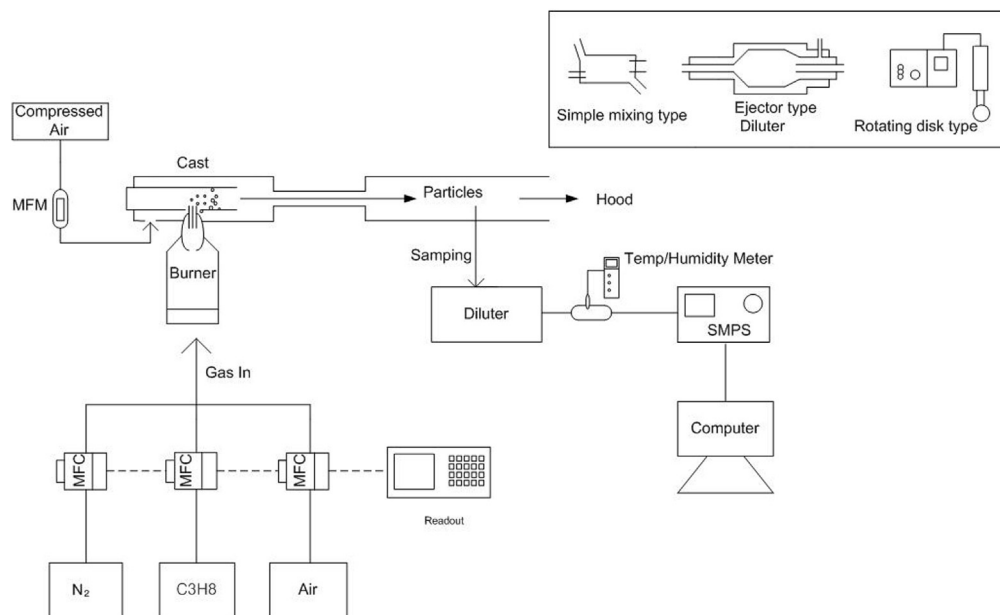 Simple mixing type
Ejector type
Diluter
Rotating disk type
Compressed
Air
MFM
Cast
Particles
Hood
Burner
Samping
Temp/Humidity Meter
Diluter
SMPS
Gas In
Computer
MFC
MFC
MFC
Readout
N₂
C3H8
Air